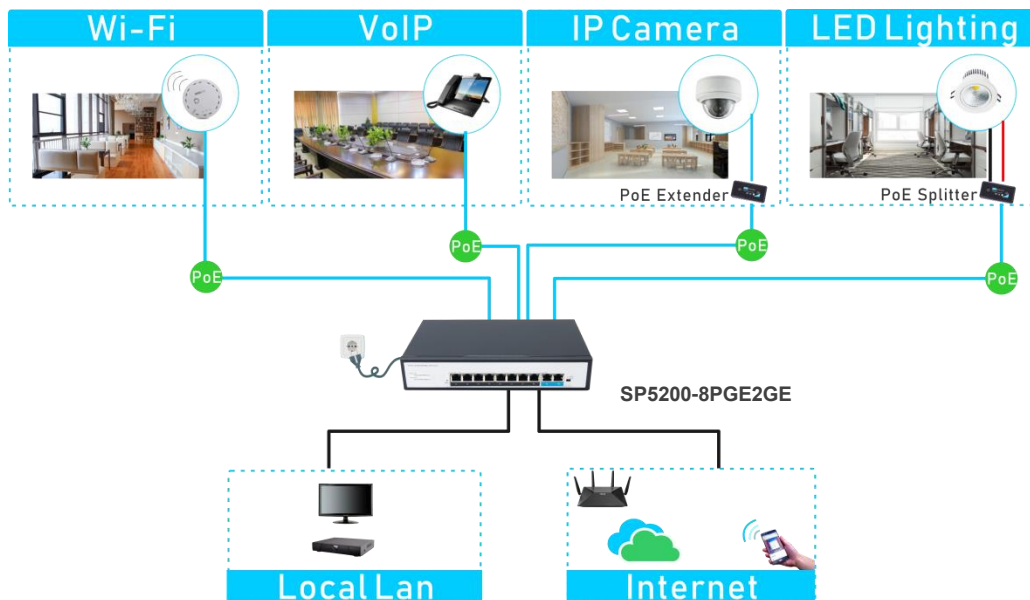 Wi-Fi
VoIP
IP Camera
LED Lighting
PoE Extender
PoE Splitter
PoE
PoE
PoE
PoE
SP5200-8PGE2GE
Local Lan
Internet